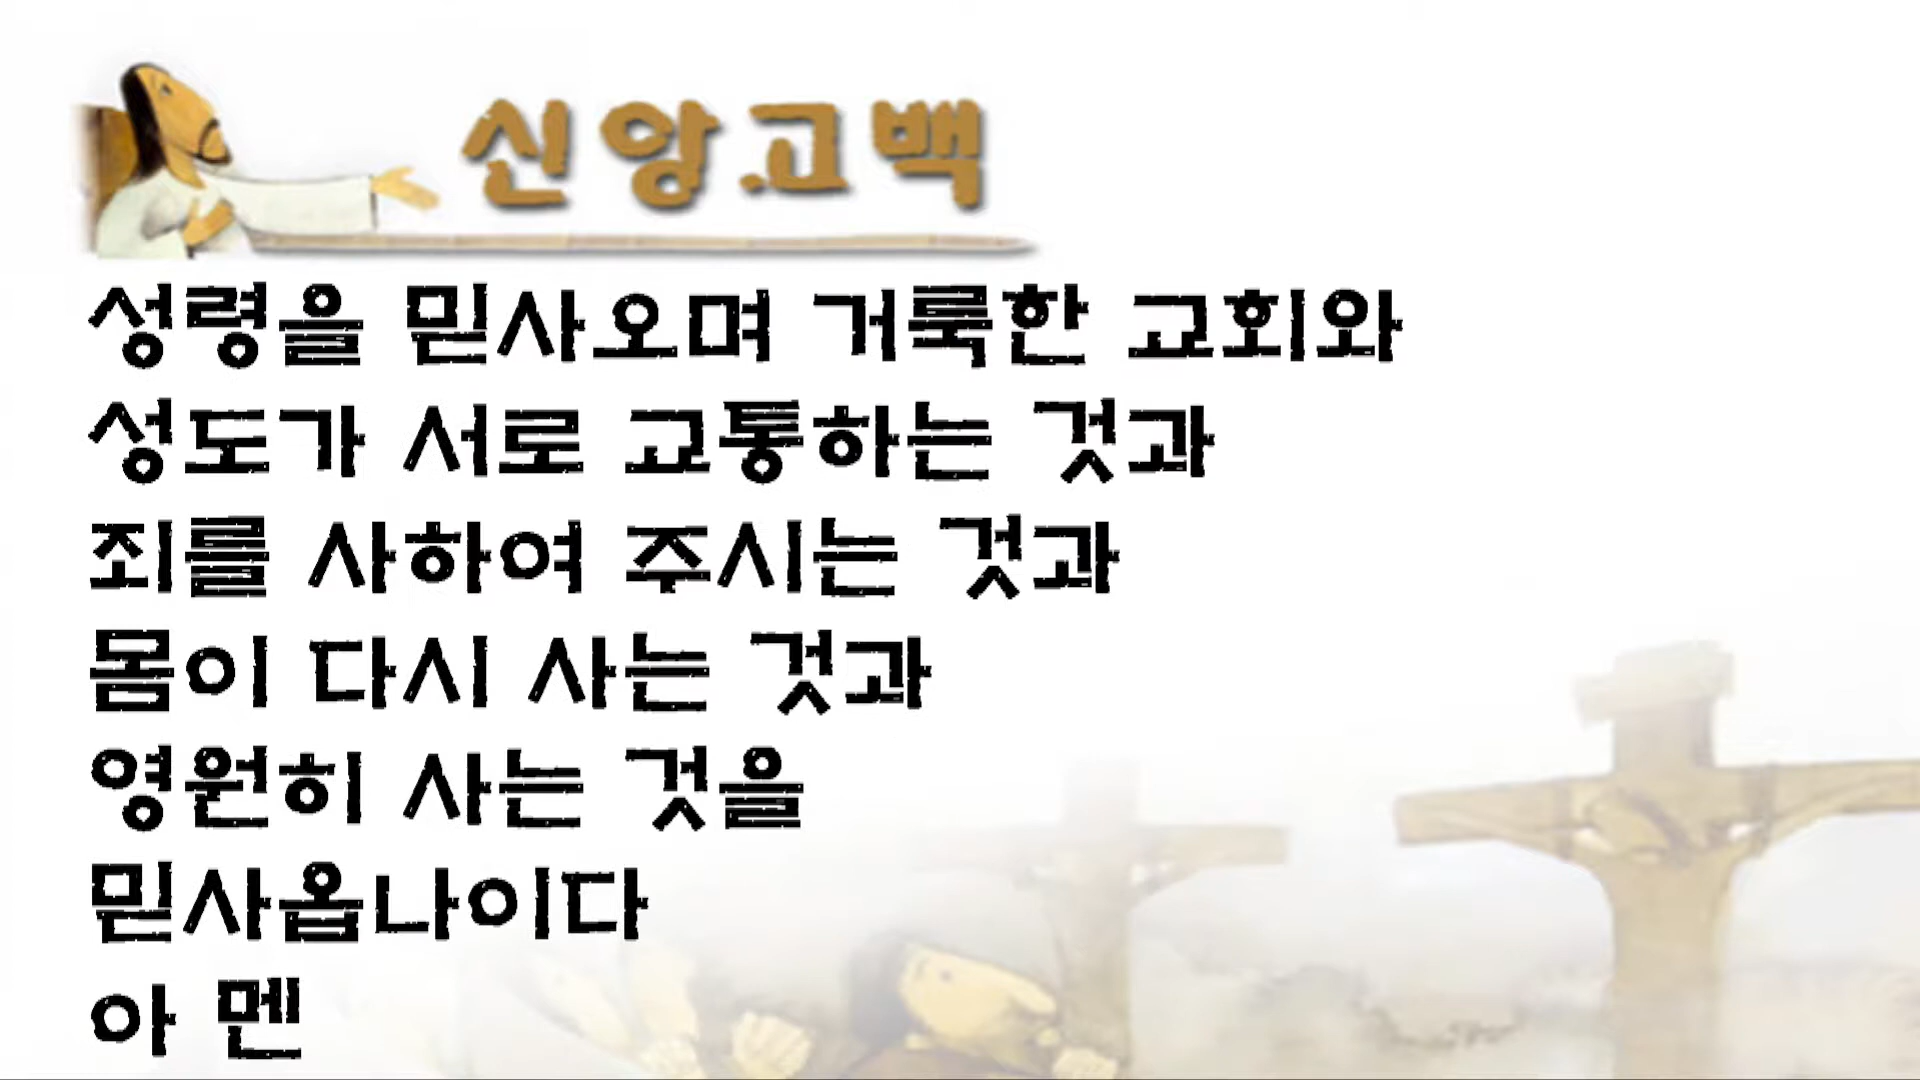 신앙.고백
성령을 믿사오며 거룩한 교회와
성도가 서로 교통하는 것과
죄를 사하여 주시는 것과
몸이 다시 사는 것과
영원히 사는 것을
믿사옵나이다
아 멘